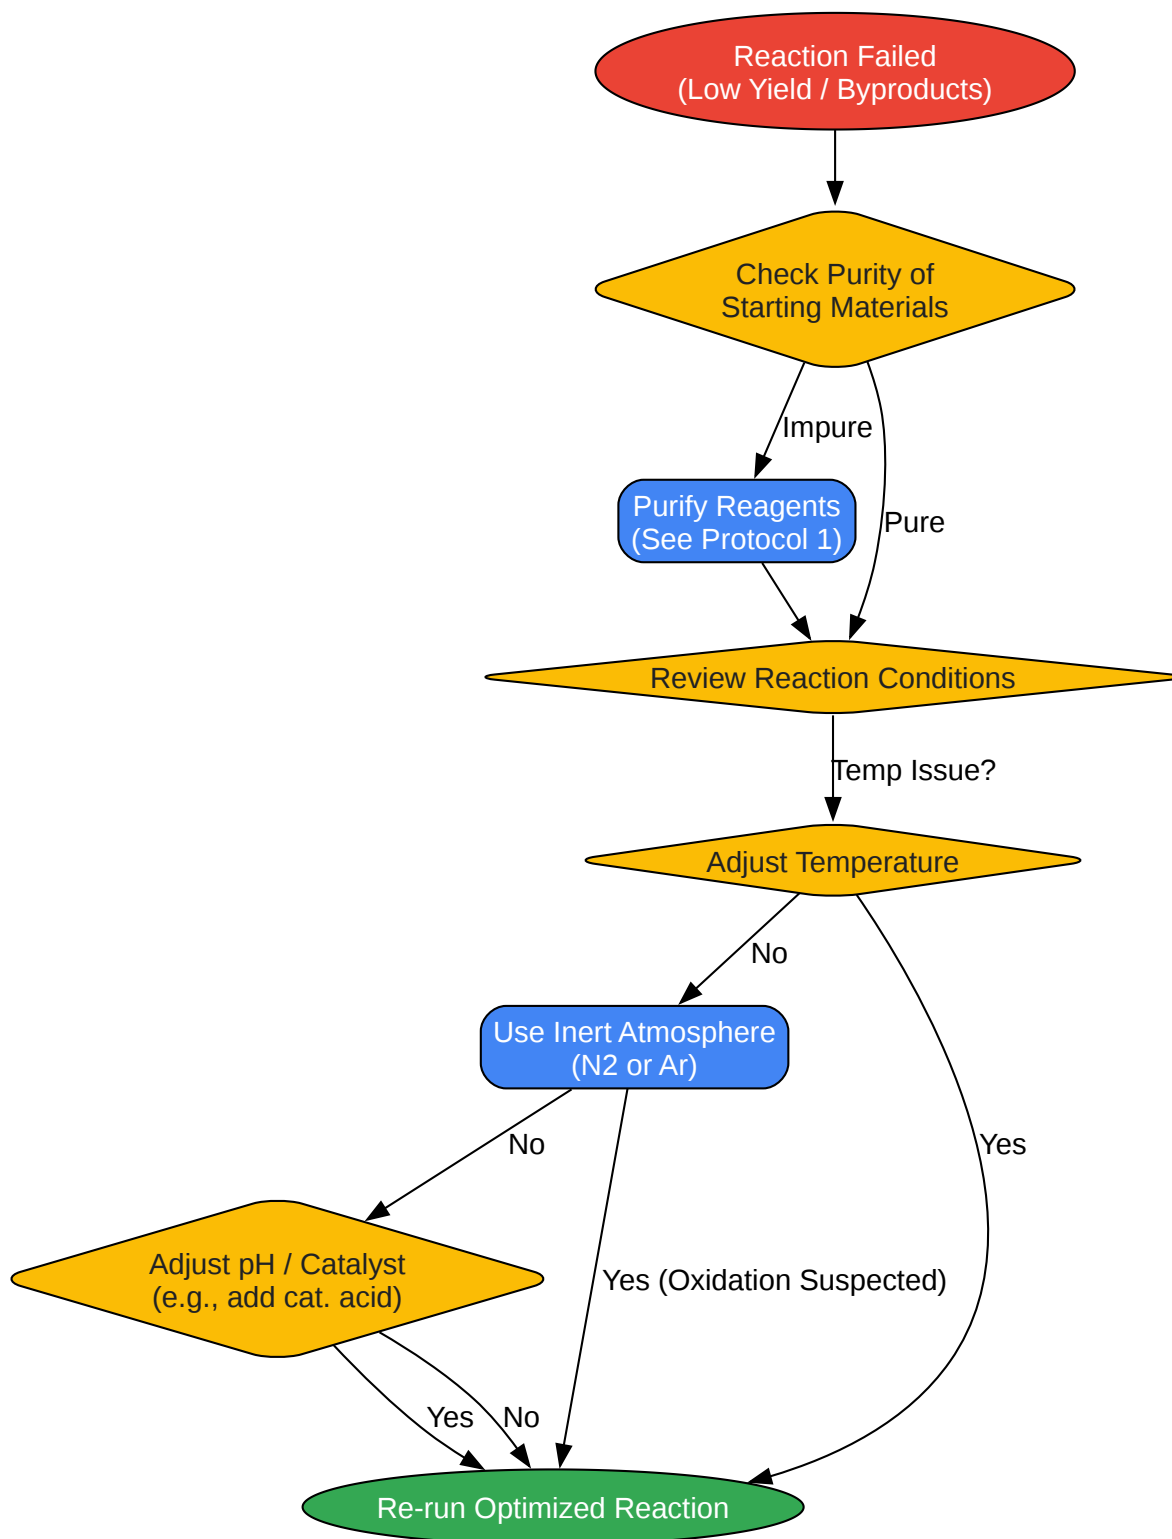 Reaction Failed
(Low Yield / Byproducts)
Check Purity of
Starting Materials
Impure
Purify Reagents
(See Protocol 1)
Pure
Review Reaction Conditions
Temp Issue?
Adjust Temperature
No
Use Inert Atmosphere
(N2 or Ar)
No
Yes
Adjust pH / Catalyst
(e.g., add cat. acid)
Yes (Oxidation Suspected)
Yes
No
Re-run Optimized Reaction